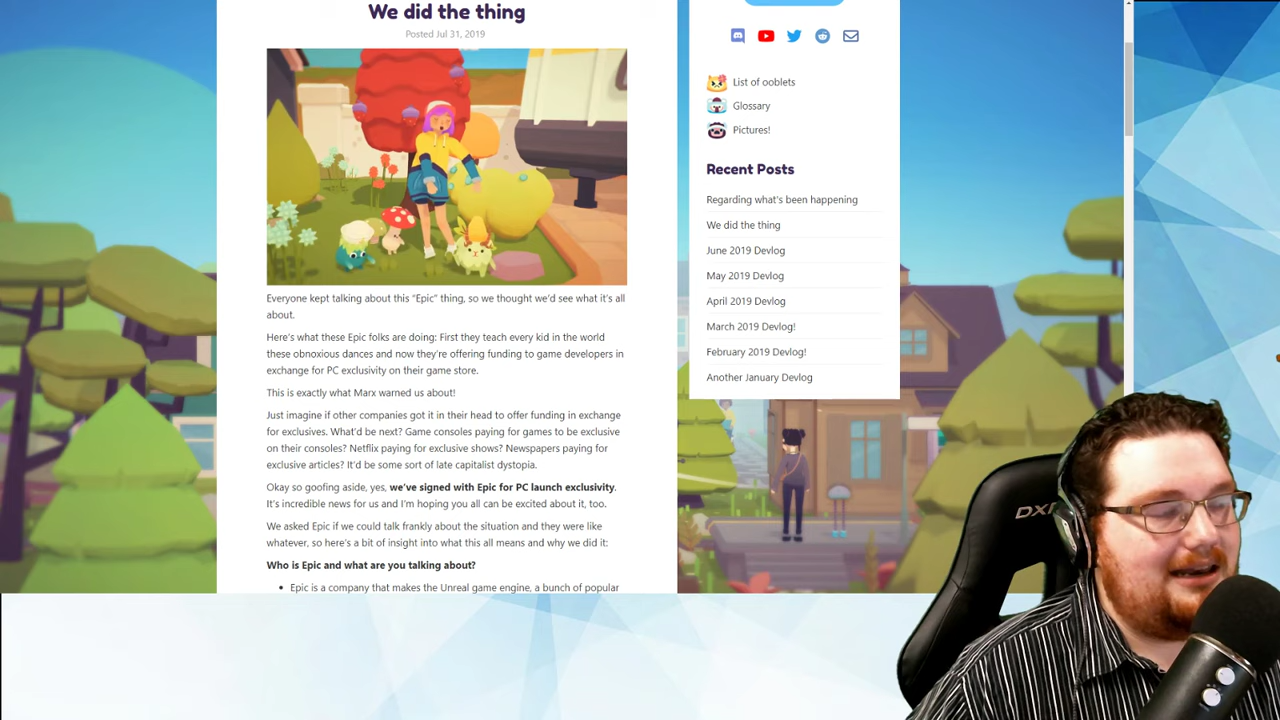 We did the thing
Posted Jul 31, 2019
Everyone kept talking about this “Epic” thing, so we thought we’d see what it’s all
about.
Here’s what these Epic folks are doing: First they teach every kid in the world
these obnoxious dances and now they’re offering funding to game developers in
exchange for PC exclusivity on their game store.
This is exactly what Marx warned us about!
Just imagine if other companies got it in their head to offer funding in exchange
for exclusives. What’d be next? Game consoles paying for games to be exclusive
on their consoles? Netflix paying for exclusive shows? Newspapers paying for
exclusive articles? It’d be some sort of late capitalist dystopia.
Okay so goofing aside, yes, we’ve signed with Epic for PC launch exclusivity.
It’s incredible news for us and I’m hoping you all can be excited about it, too.
We asked Epic if we could talk frankly about the situation and they were like
whatever, so here’s a bit of insight into what this all means and why we did it:
Who is Epic and what are you talking about?
• Epic is a company that makes the Unreal game engine, a bunch of popular
List of ooblets
Glossary
Pictures!
Recent Posts
Regarding what’s been happening
We did the thing
June 2019 Devlog
May 2019 Devlog
April 2019 Devlog
March 2019 Devlog!
February 2019 Devlog!
Another January Devlog